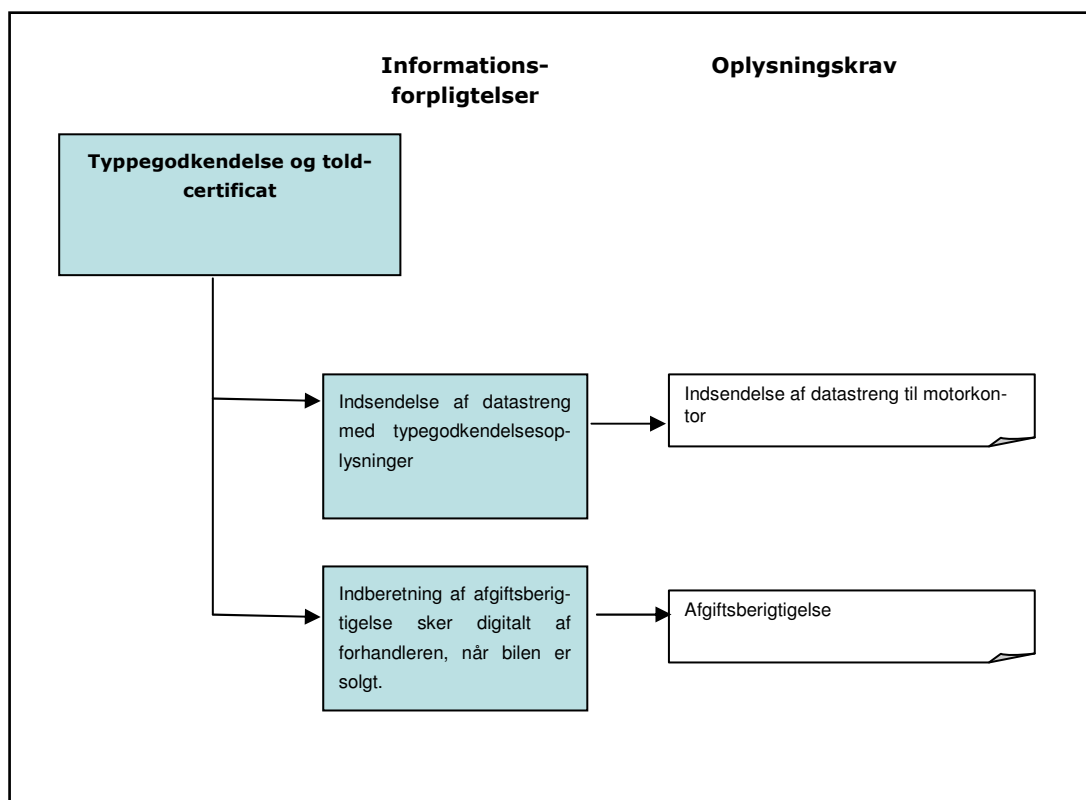 Informations-
forpligtelser
Oplysningskrav
Typpegodkendelse og told-
certificat
Indsendelse af datastreng
med typegodkendelsesop-
lysninger
Indsendelse af datastreng til motorkon-
tor
Indberetning af afgiftsberig-
tigelse sker digitalt af
forhandleren, når bilen er
solgt.
Afgiftsberigtigelse